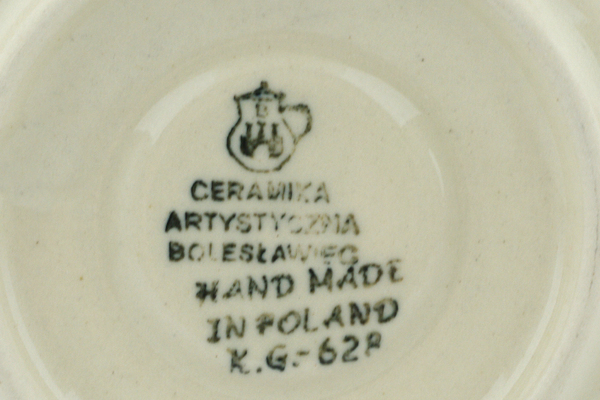 CERAMIKA
ARTYSTYCZNA
BOLESŁAWIEC
HAND MADE
IN POLAND